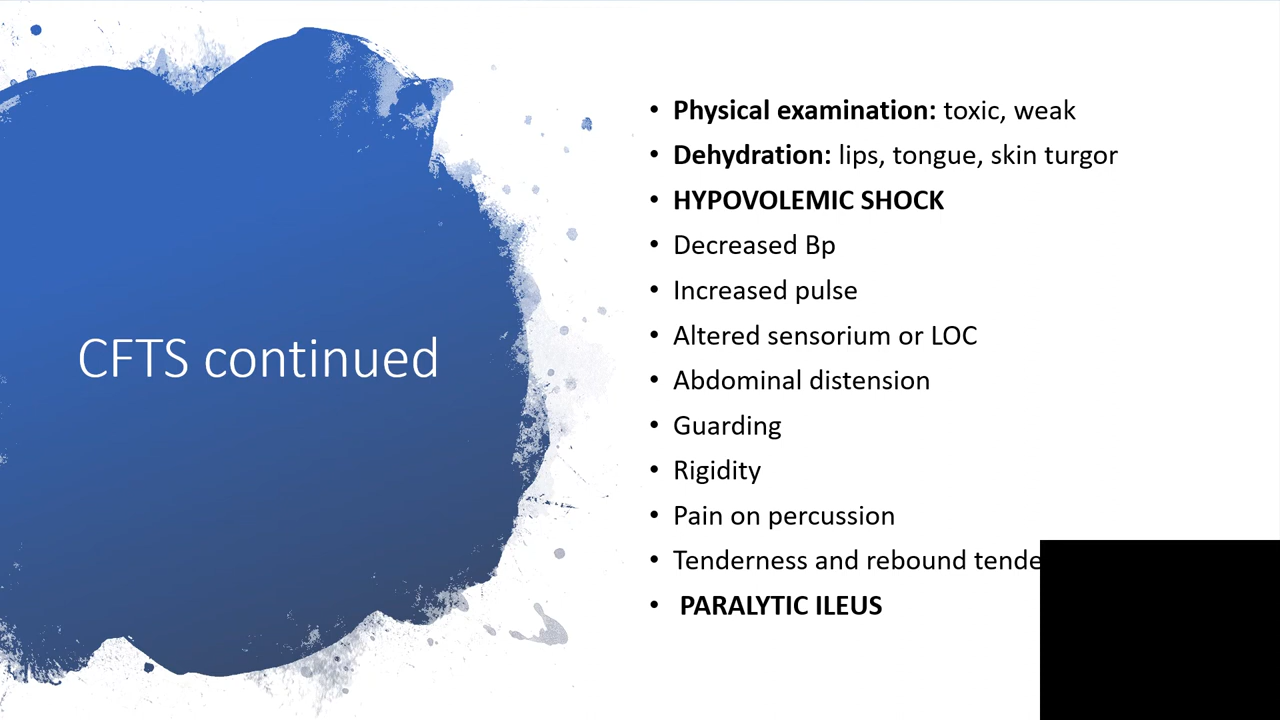 CFTS continued
• Physical examination: toxic, weak
• Dehydration: lips, tongue, skin turgor
• HYPOVOLEMIC SHOCK
• Decreased Bp
• Increased pulse
• Altered sensorium or LOC
• Abdominal distension
• Guarding
• Rigidity
• Pain on percussion
• Tenderness and rebound
• PARALYTIC ILEUS